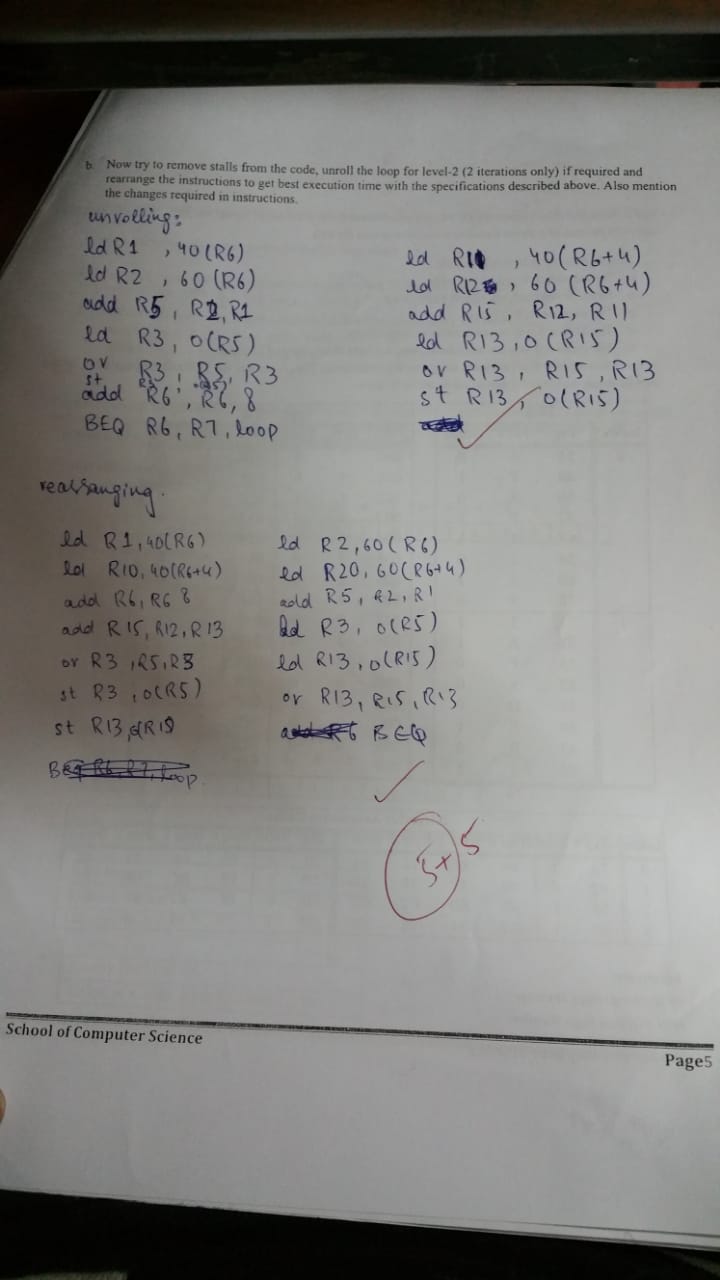 b. Now try to remove stalls from the code, unroll the loop for level-2 (2 iterations only) if required and
rearrange the instructions to get best execution time with the specifications described above. Also mention
the changes required in instructions.
unrolling:
ld R1 , 40(R6)
ld R2 , 60(R6)
add R5, R2, R1
ld R3, 0(R5)
or R3, R5, R3
st
add R6, R6, 8
BEQ R6, R7, loop
ld , 40(R6+4)
ld R12 , 60(R6+4)
add R15, R12, R11
ld R13, 0(R15)
or R13, R15, R13
st R13, 0(R15)
rearranging.
ld R1, 40(R6) ld R2, 60(R6)
ld R10, 40(R6+4) ld R20, 60(R6+4)
add R6, R6 8 add R5, R2, R1
add R15, R12, R13 ld R3, 0(R5)
or R3, R5, R3 ld R13, 0(R15)
st R3, 0(R5) or R13, R15, R13
st R13, BEQ
School of Computer Science
Page5